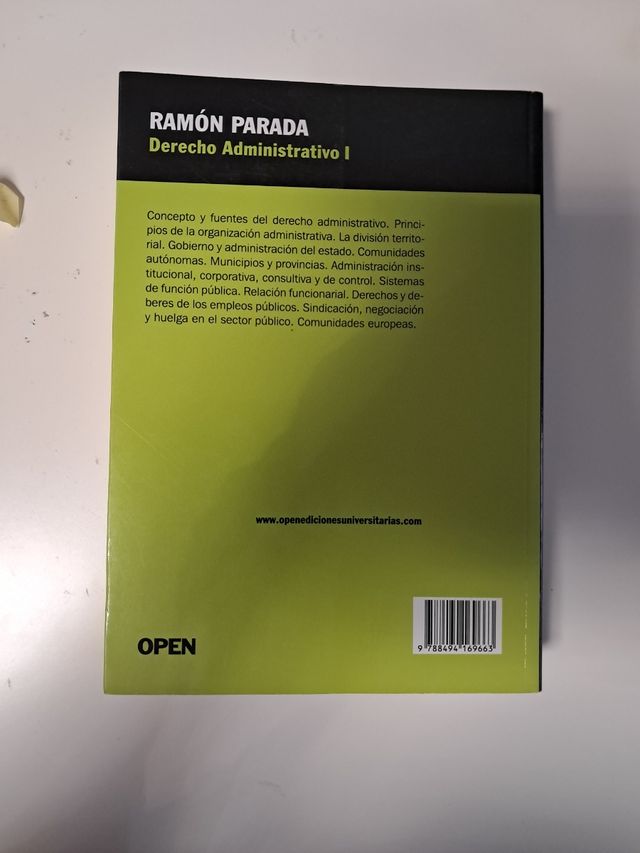 RAMÓN PARADA
Derecho Administrativo I
Concepto y fuentes del derecho administrativo. Princi-
pios de la organización administrativa. La división territo-
rial. Gobierno y administración del estado. Comunidades
autónomas. Municipios y provincias. Administración ins-
titucional, corporativa, consultiva y de control. Sistemas
de función pública. Relación funcionarial. Derechos y de-
beres de los empleos públicos. Sindicación, negociación
y huelga en el sector público. Comunidades europeas.
www.openedicionesuniversitarias.com
OPEN
9 788494 169663